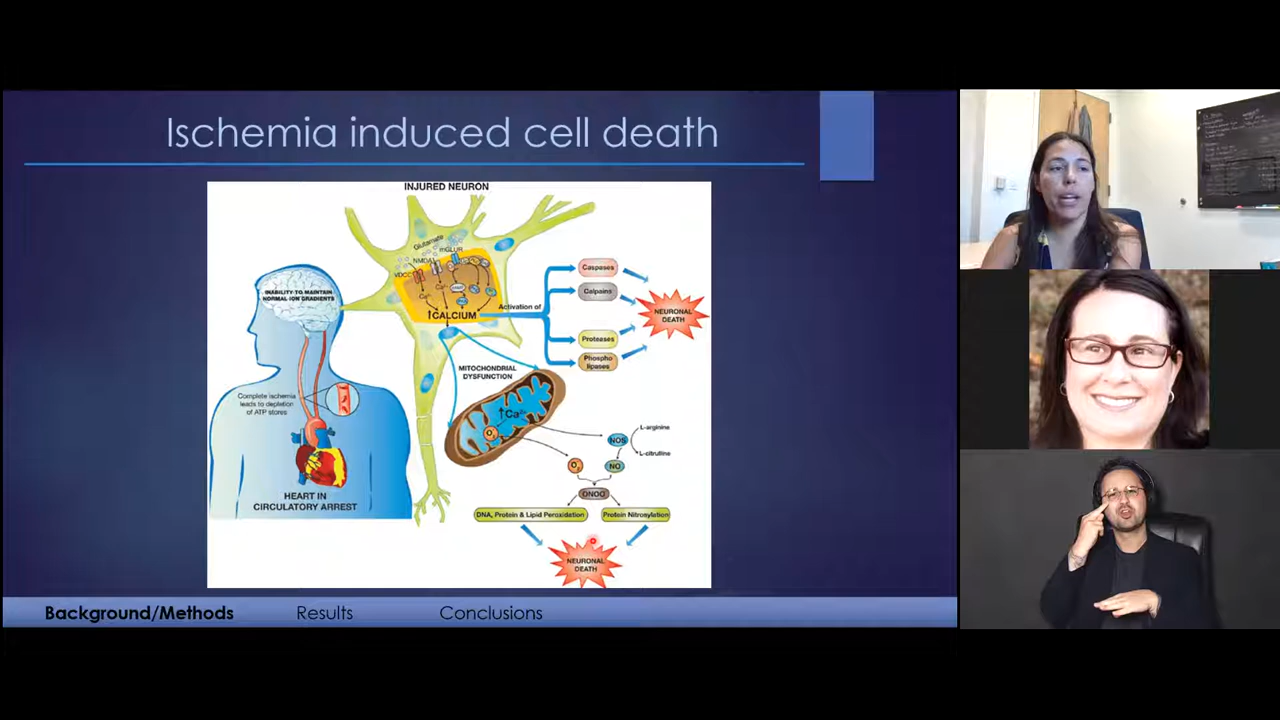 Ischemia induced cell death
INJURED NEURON
Glutamate
mGLUR
NMDA
VDCC
↑CALCIUM
Activation of
Caspases
Calpains
Proteases
Phospho
lipases
NEURONAL
DEATH
INABILITY TO MAINTAIN
NORMAL ION GRADIENTS
MITOCHONDRIAL
DYSFUNCTION
Complete ischemia
leads to depletion
of ATP stores
↑Ca²⁺
L-arginine
NOS
L-citrulline
NO
ONOO
HEART IN
CIRCULATORY ARREST
DNA, Protein & Lipid Peroxidation
Protein Nitrosylation
NEURONAL
DEATH
Background/Methods
Results
Conclusions